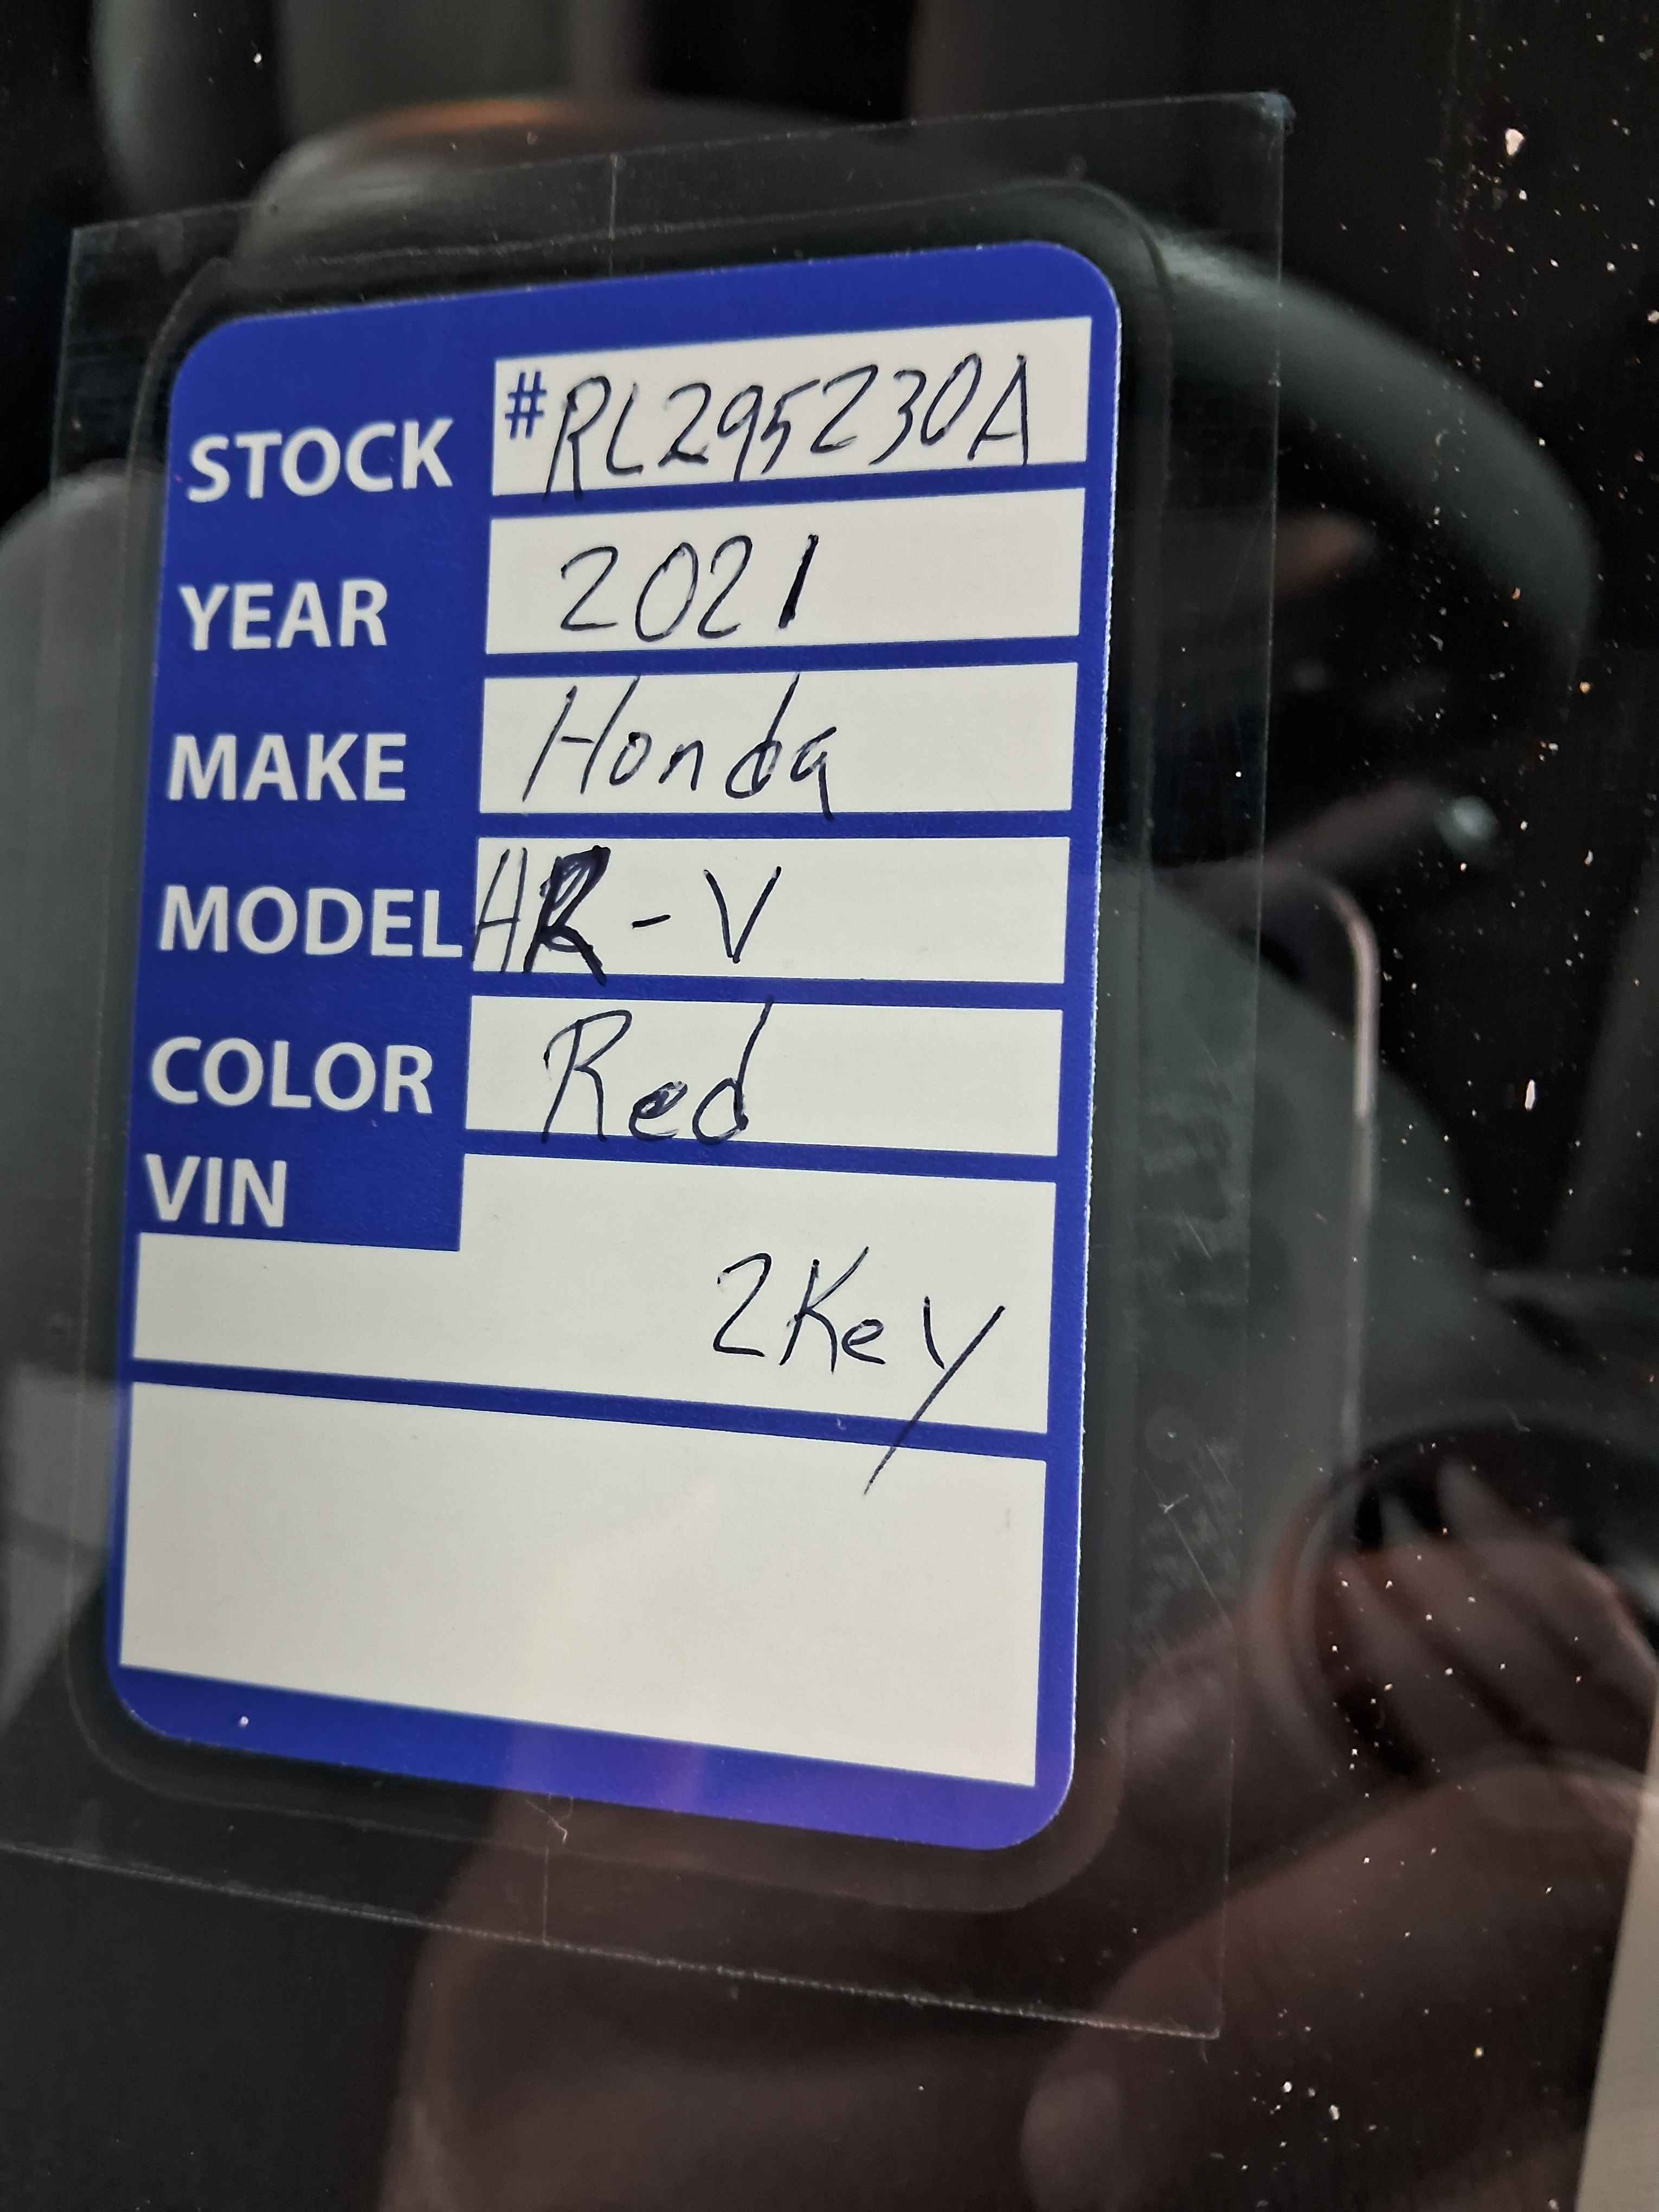 STOCK #RL295230A
YEAR 2021
MAKE Honda
MODEL HR-V
COLOR Red
VIN
2Key